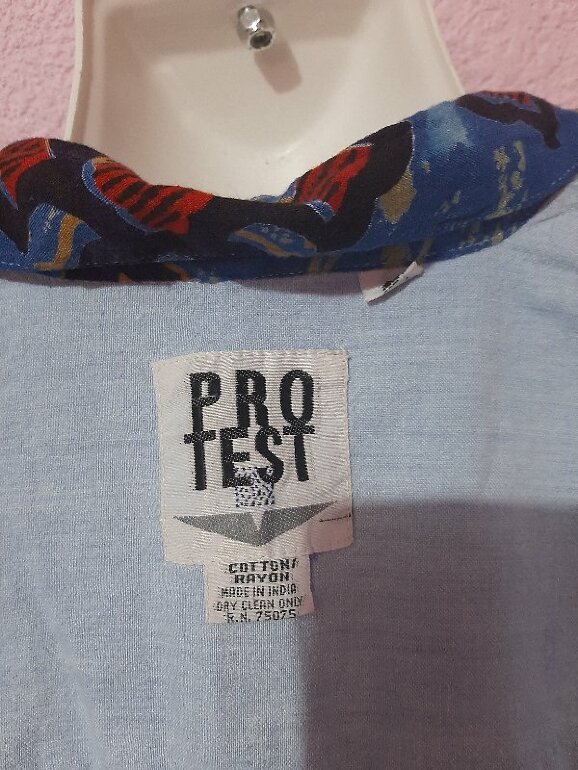 PRO
TEST
COTTON/
RAYON
MADE IN INDIA
DRY CLEAN ONLY
R.N. 75075